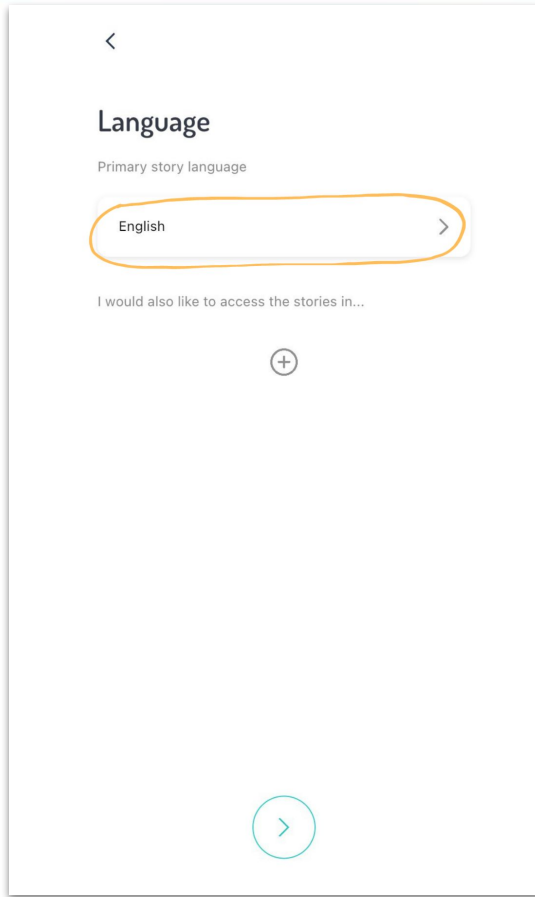 Language
Primary story language
English
I would also like to access the stories in...